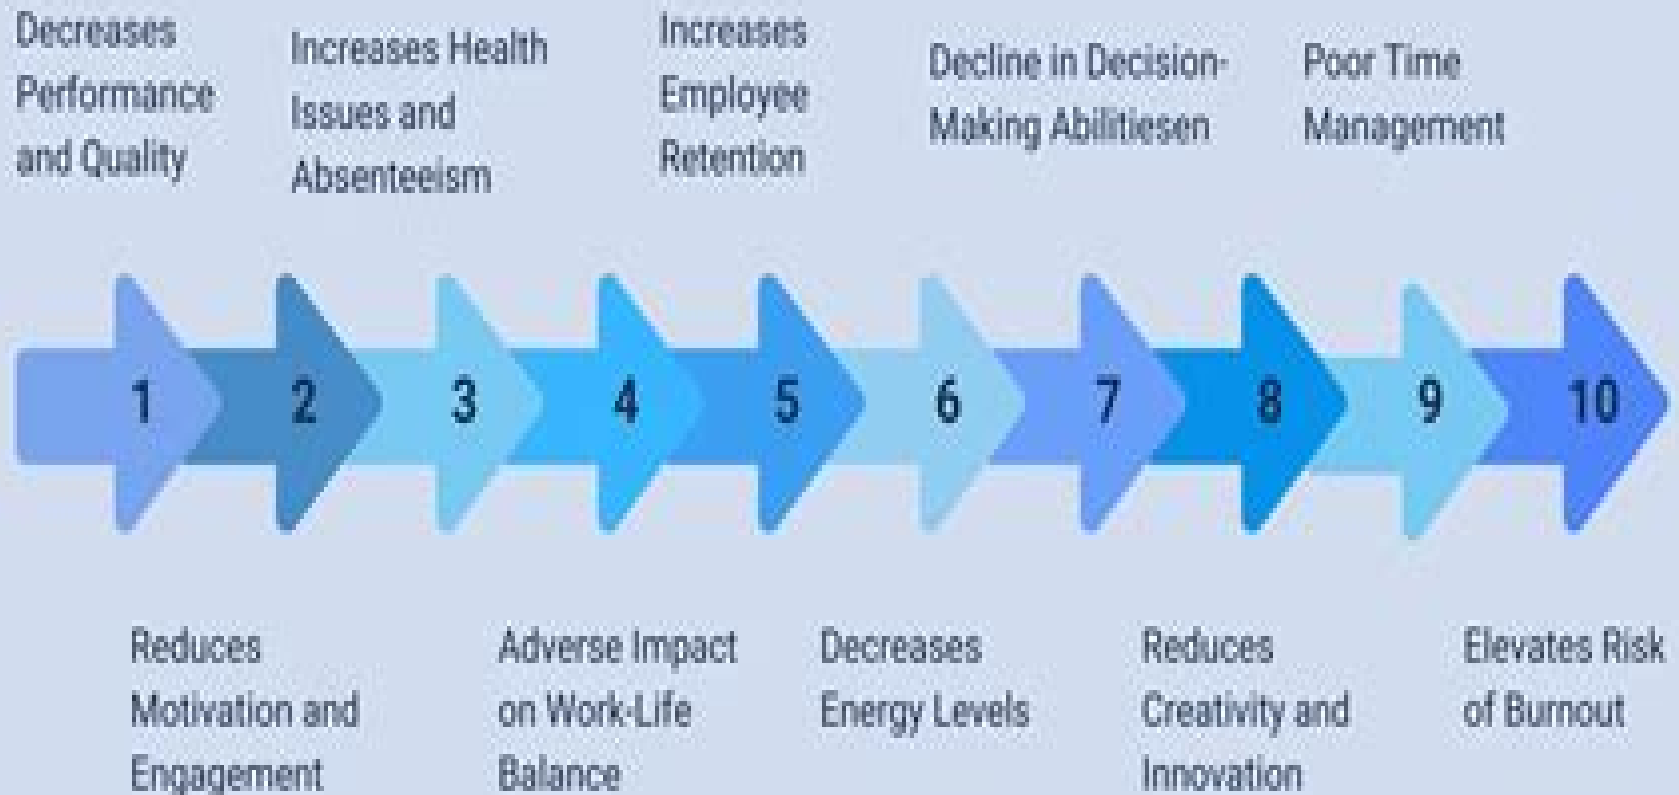 Decreases
Performance
and Quality
Increases Health
Issues and
Absenteeism
Increases
Employee
Retention
Decline in Decision-
Making Abilitiesen
Poor Time
Management
1
2
3
4
5
6
7
8
9
10
Reduces
Motivation and
Engagement
Adverse Impact
on Work-Life
Balance
Decreases
Energy Levels
Reduces
Creativity and
Innovation
Elevates Risk
of Burnout